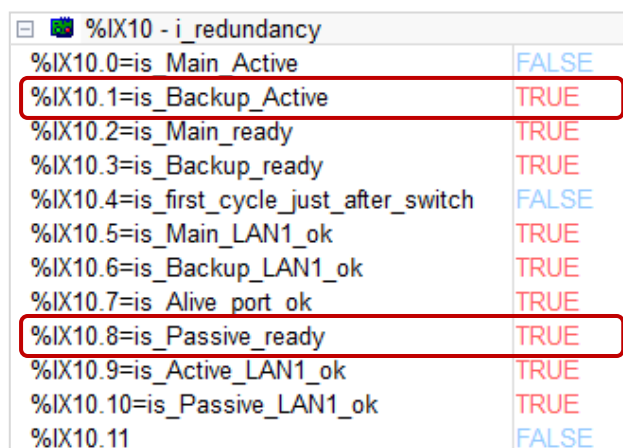 %IX10 - i_redundancy
%IX10.0=is_Main_Active FALSE
%IX10.1=is_Backup_Active TRUE
%IX10.2=is_Main_ready TRUE
%IX10.3=is_Backup_ready TRUE
%IX10.4=is_first_cycle_just_after_switch FALSE
%IX10.5=is_Main_LAN1_ok TRUE
%IX10.6=is_Backup_LAN1_ok TRUE
%IX10.7=is_Alive_port_ok TRUE
%IX10.8=is_Passive_ready TRUE
%IX10.9=is_Active_LAN1_ok TRUE
%IX10.10=is_Passive_LAN1_ok TRUE
%IX10.11 FALSE